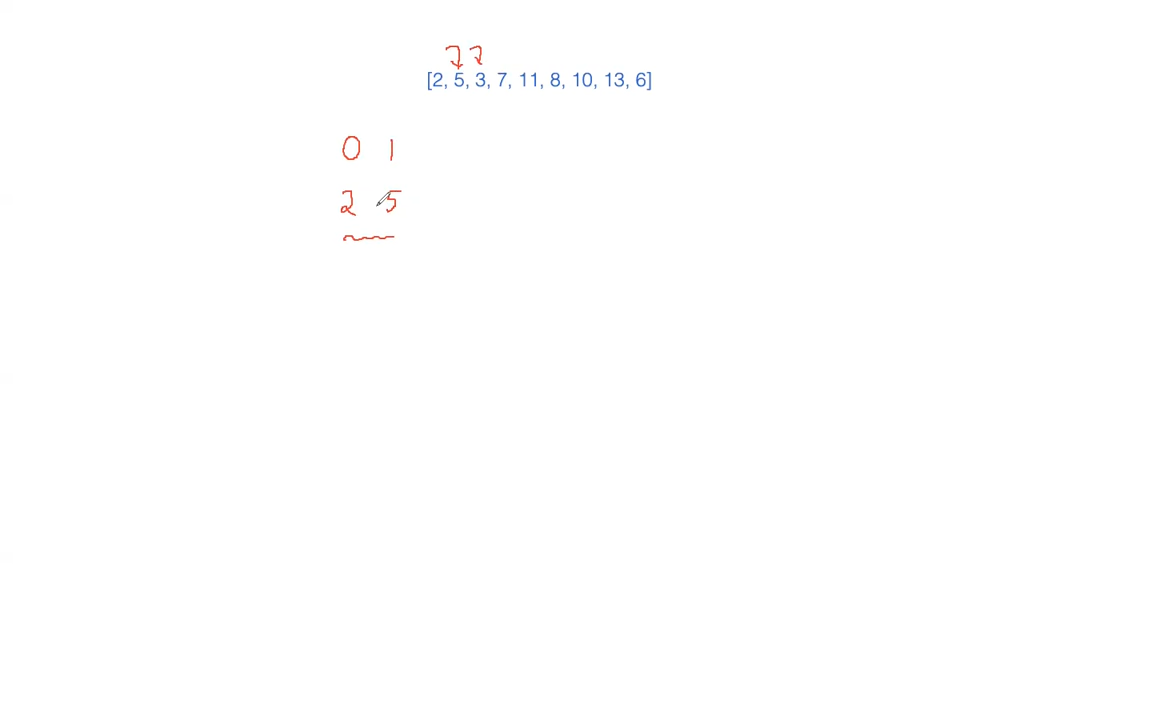 [2, 5, 3, 7, 11, 8, 10, 13, 6]
0 1
2 5